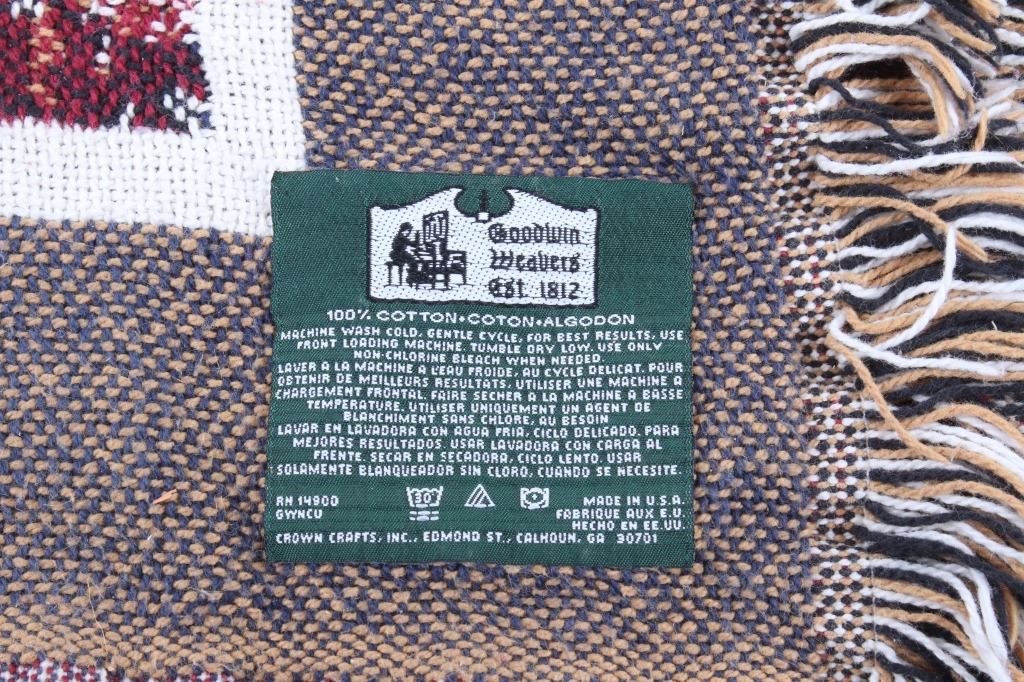 Goodwin
Weavers
EST. 1812
100% COTTON•COTON•ALGODON
MACHINE WASH COLD, GENTLE CYCLE, FOR BEST RESULTS, USE
FRONT LOADING MACHINE. TUMBLE DRY LOW. USE ONLY
NON-CHLORINE BLEACH WHEN NEEDED.
LAVER A LA MACHINE A L'EAU FROIDE, AU CYCLE DELICAT. POUR
OBTENIR DE MEILLEURS RESULTATS, UTILISER UNE MACHINE A
CHARGEMENT FRONTAL. FAIRE SECHER A LA MACHINE A BASSE
TEMPERATURE. UTILISER UNIQUEMENT UN AGENT DE
BLANCHIMENT SANS CHLORE, AU BESOIN
LAVAR EN LAVADORA CON AGUA FRIA, CICLO DELICADO. PARA
MEJORES RESULTADOS. USAR LAVADORA CON CARGA AL
FRENTE. SECAR EN SECADORA, CICLO LENTO. USAR
SOLAMENTE BLANQUEADOR SIN CLORO, CUANDO SE NECESITE.
RN 14900 30° MADE IN U.S.A.
GWNCU FABRIQUE AUX E.U.
HECHO EN EE.UU.
CROWN CRAFTS, INC., EDMOND ST., CALHOUN, GA 30701